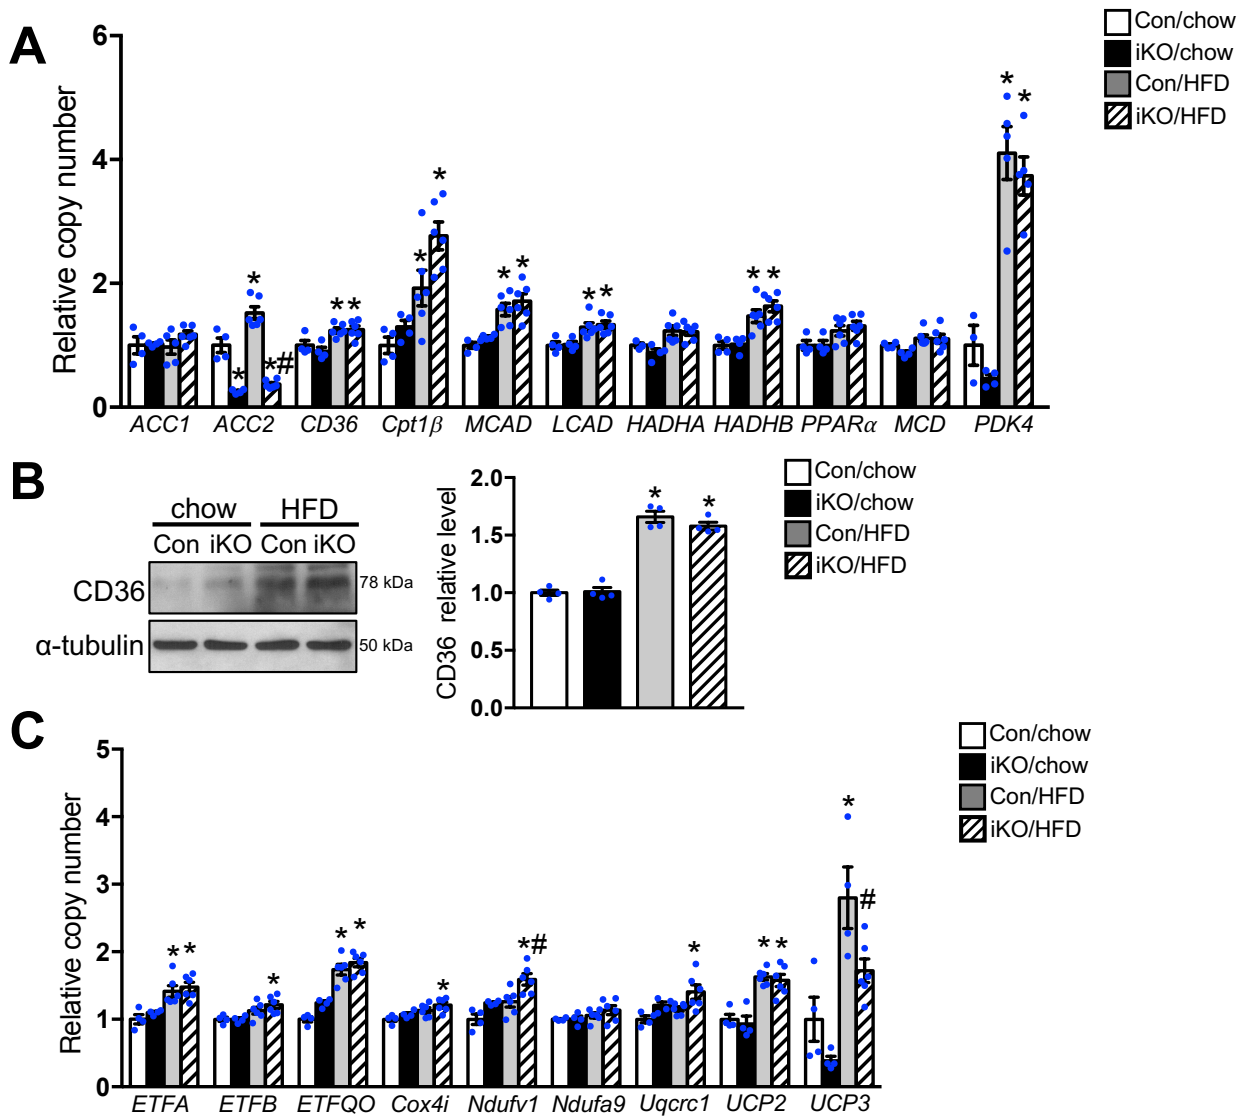 A
Relative copy number
6
4
2
0
* * # * * * * * * * * * * * * * *
ACC1 ACC2 CD36 Cpt1β MCAD LCAD HADHA HADHB PPARα MCD PDK4
Con/chow
iKO/chow
Con/HFD
iKO/HFD
B
chow HFD
Con iKO Con iKO
CD36 78 kDa
α-tubulin 50 kDa
CD36 relative level
2.0
1.5
1.0
0.5
0.0
* *
Con/chow
iKO/chow
Con/HFD
iKO/HFD
C
Relative copy number
5
4
3
2
1
0
* * * * * * * # * * * * #
ETFA ETFB ETFQO Cox4i Ndufv1 Ndufa9 Uqcrc1 UCP2 UCP3
Con/chow
iKO/chow
Con/HFD
iKO/HFD